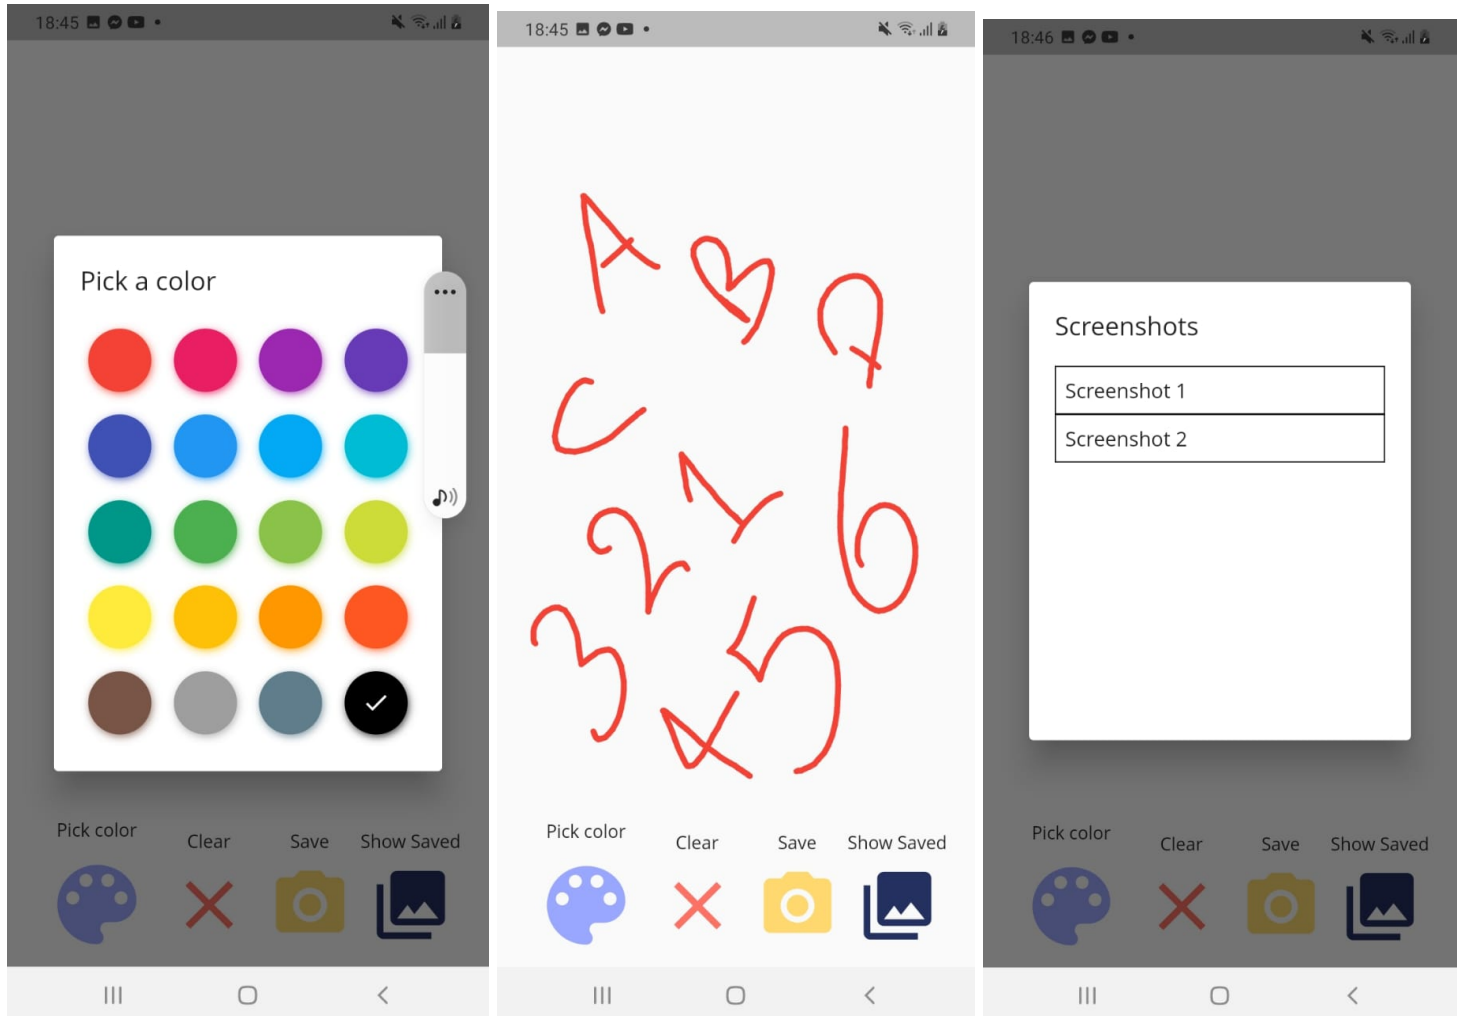 18:45
Pick a color
Pick color
Clear
Save
Show Saved
18:45
A
B
C
1
2
6
3
5
4
Pick color
Clear
Save
Show Saved
18:46
Screenshots
Screenshot 1
Screenshot 2
Pick color
Clear
Save
Show Saved